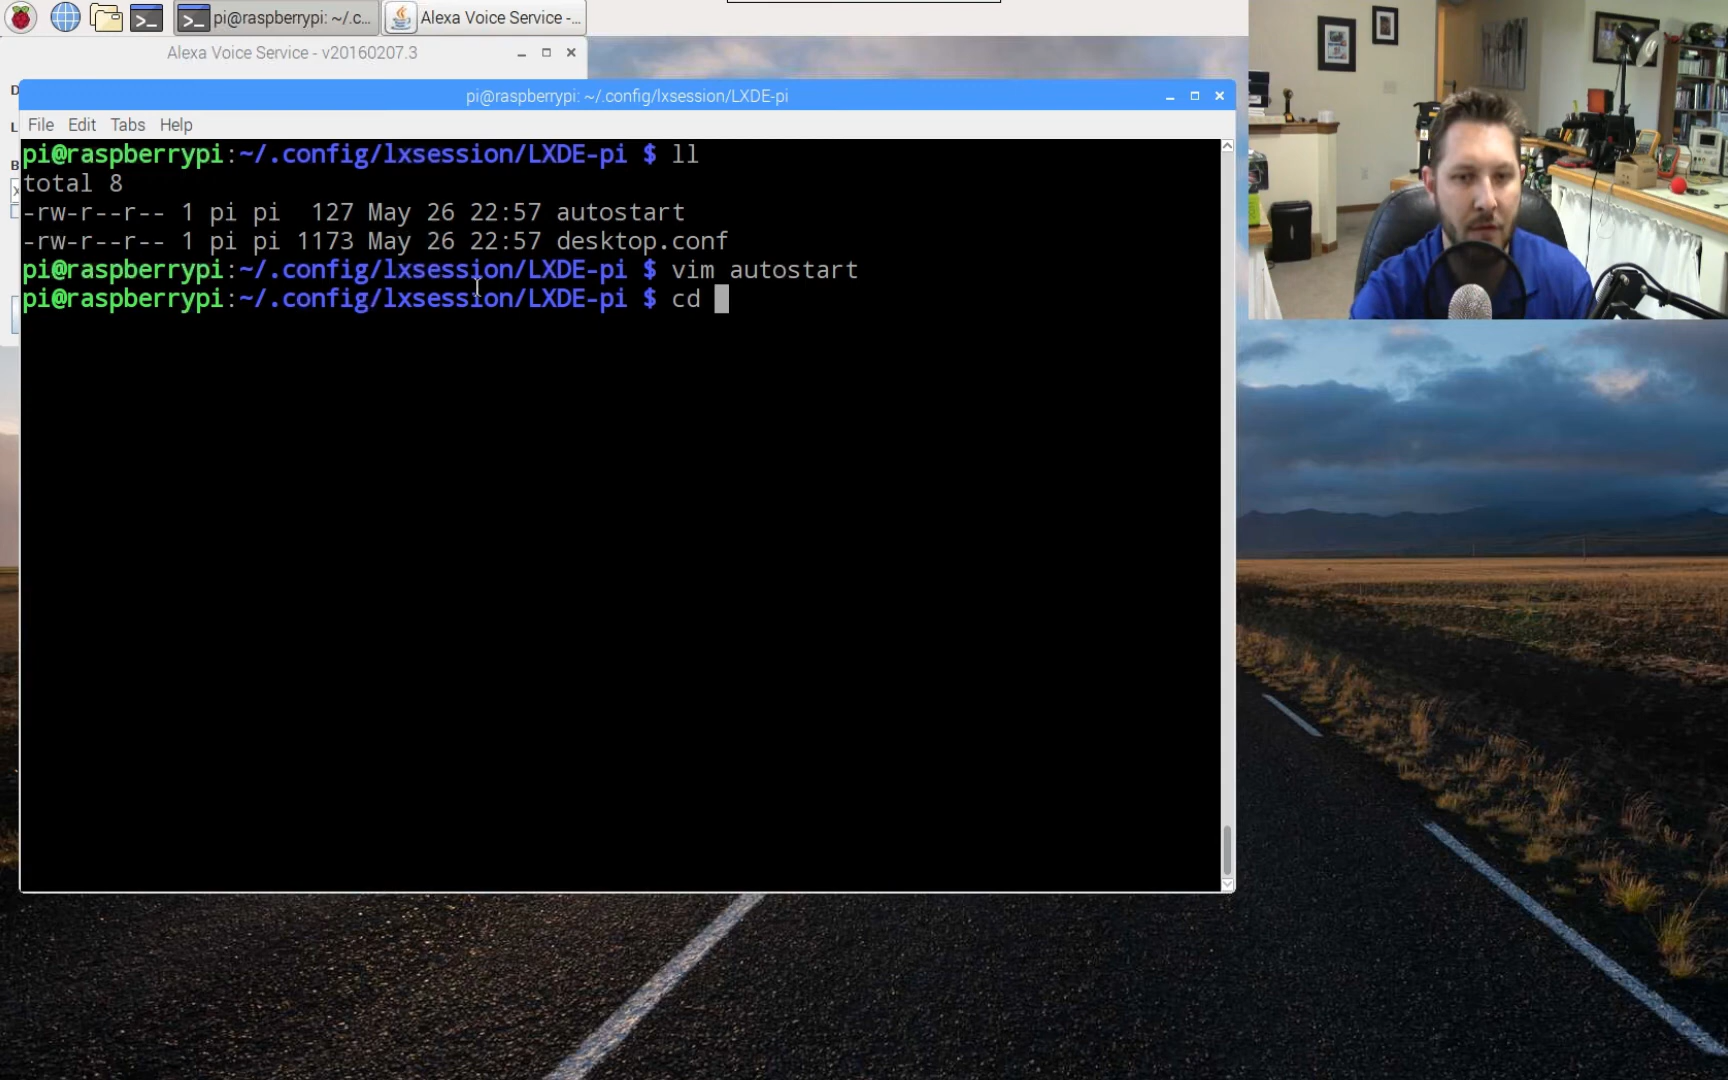 pi@raspberrypi: ~/.c...
Alexa Voice Service -...
Alexa Voice Service - v20160207.3
D
L
B
pi@raspberrypi: ~/.config/lxsession/LXDE-pi
File Edit Tabs Help
pi@raspberrypi:~/.config/lxsession/LXDE-pi $ ll
total 8
-rw-r--r-- 1 pi pi  127 May 26 22:57 autostart
-rw-r--r-- 1 pi pi 1173 May 26 22:57 desktop.conf
pi@raspberrypi:~/.config/lxsession/LXDE-pi $ vim autostart
pi@raspberrypi:~/.config/lxsession/LXDE-pi $ cd